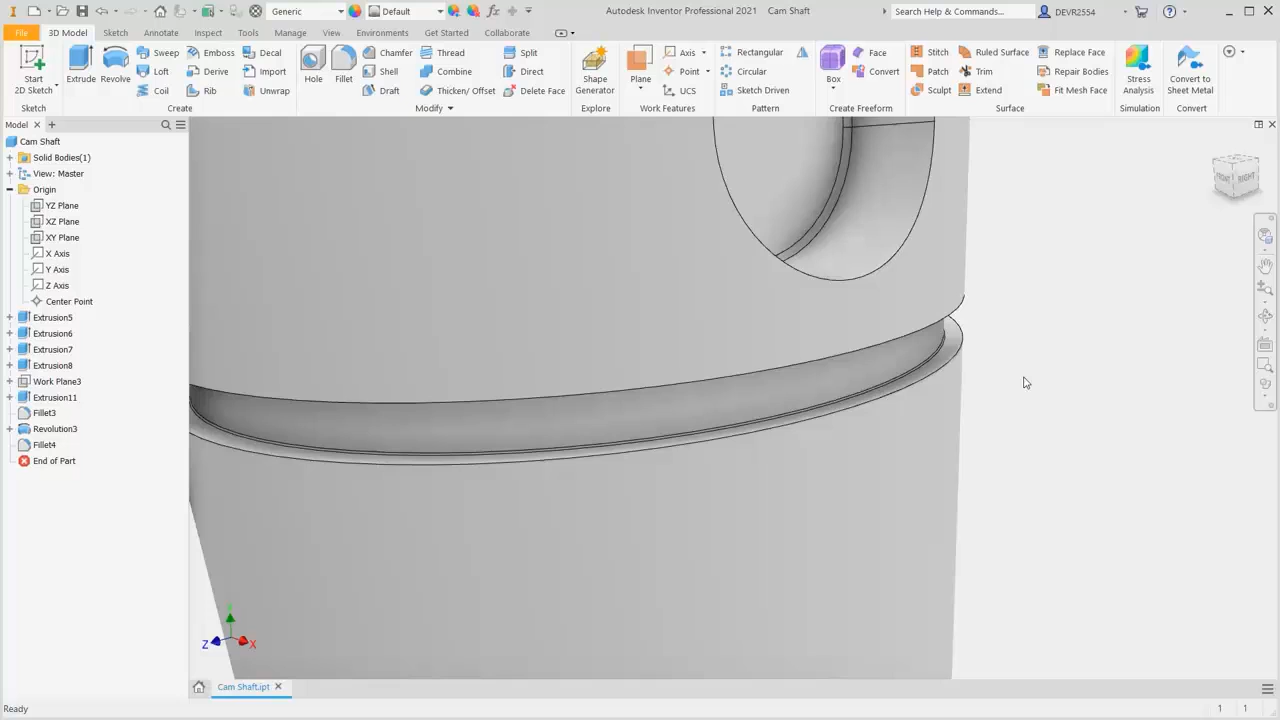 Generic
Default
Autodesk Inventor Professional 2021 Cam Shaft
Search Help & Commands...
DEVR2554
File 3D Model Sketch Annotate Inspect Tools Manage View Environments Get Started Collaborate
Start
2D Sketch
Sketch
Extrude
Revolve
Sweep
Loft
Coil
Emboss
Derive
Rib
Decal
Import
Unwrap
Create
Hole
Fillet
Chamfer
Shell
Draft
Thread
Combine
Thicken/ Offset
Split
Direct
Delete Face
Modify
Shape
Generator
Explore
Plane
Axis
Point
UCS
Work Features
Rectangular
Circular
Sketch Driven
Pattern
Box
Face
Convert
Create Freeform
Stitch
Patch
Sculpt
Ruled Surface
Trim
Extend
Replace Face
Repair Bodies
Fit Mesh Face
Surface
Stress
Analysis
Simulation
Convert to
Sheet Metal
Convert
Model
Cam Shaft
Solid Bodies(1)
View: Master
Origin
YZ Plane
XZ Plane
XY Plane
X Axis
Y Axis
Z Axis
Center Point
Extrusion5
Extrusion6
Extrusion7
Extrusion8
Work Plane3
Extrusion11
Fillet3
Revolution3
Fillet4
End of Part
FRONT RIGHT
Z X
Cam Shaft.ipt
Ready
1 1